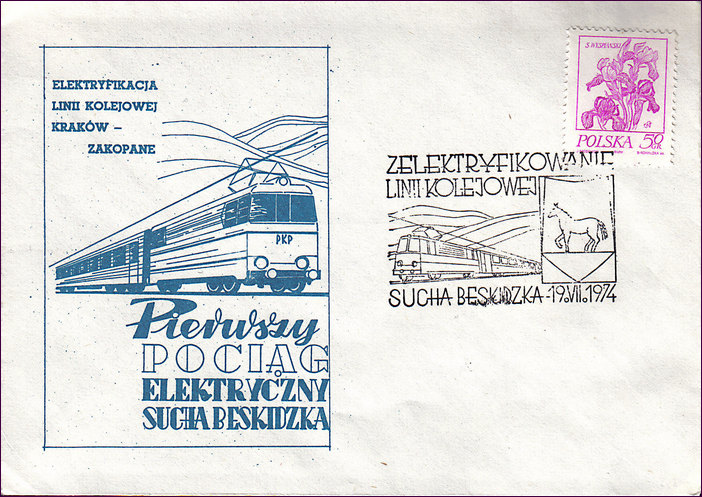 ELEKTRYFIKACJA
LINII KOLEJOWEJ
KRAKÓW –
ZAKOPANE
PKP
Pierwszy
POCIĄG
ELEKTRYCZNY
SUCHA BESKIDZKA
S. WYSPIAŃSKI
POLSKA 50 GR
ZELEKTRYFIKOWANIE
LINII KOLEJOWEJ
SUCHA BESKIDZKA - 19.VII.1974